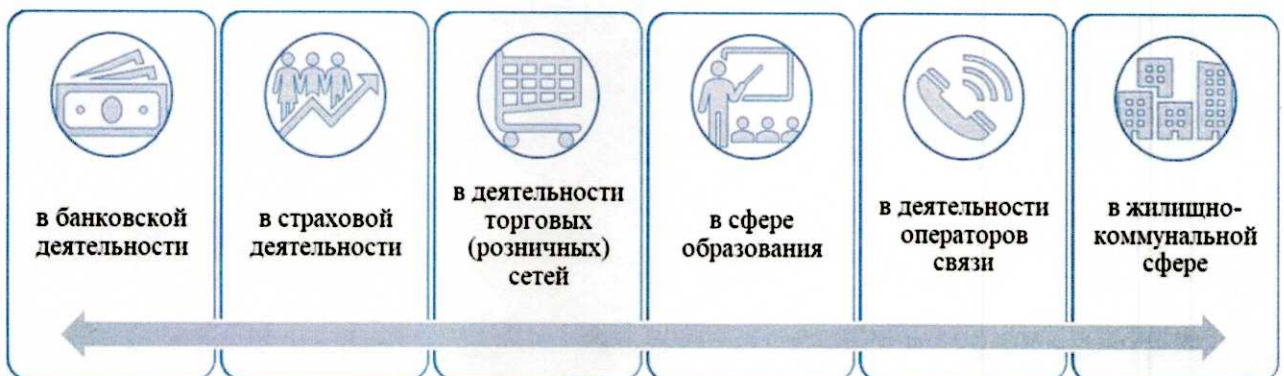 в банковской
деятельности
в страховой
деятельности
в деятельности
торговых
(розничных)
сетей
в сфере
образования
в деятельности
операторов
связи
в жилищно-
коммунальной
сфере